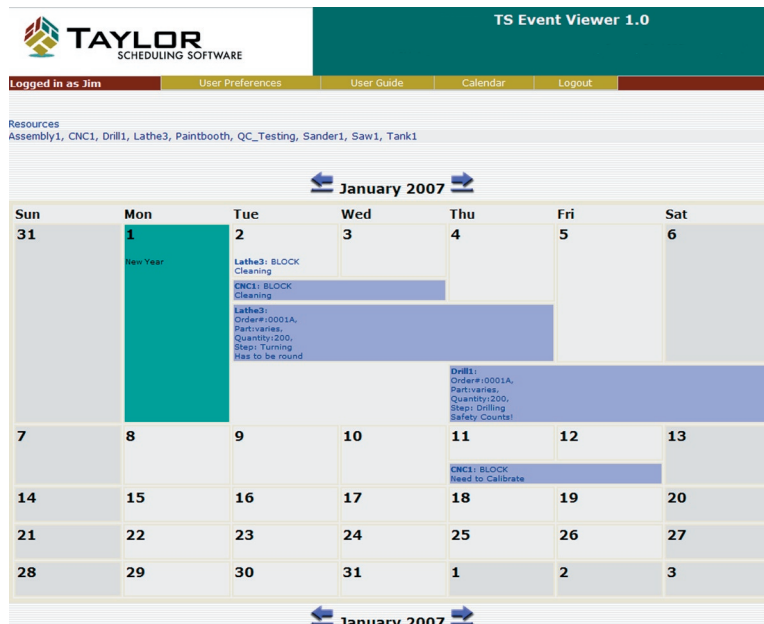 TAYLOR
SCHEDULING SOFTWARE
TS Event Viewer 1.0
Logged in as Jim
User Preferences
User Guide
Calendar
Logout
Resources
Assembly1, CNC1, Drill1, Lathe3, Paintbooth, QC_Testing, Sander1, Saw1, Tank1
January 2007
Sun Mon Tue Wed Thu Fri Sat
31 1 2 3 4 5 6
New Year
Lathe3: BLOCK
Cleaning
CNC1: BLOCK
Cleaning
Lathe3:
Order#:0001A,
Part:varies,
Quantity:200,
Step: Turning
Has to be round
Drill1:
Order#:0001A,
Part:varies,
Quantity:200,
Step: Drilling
Safety Counts!
7 8 9 10 11 12 13
CNC1: BLOCK
Need to Calibrate
14 15 16 17 18 19 20
21 22 23 24 25 26 27
28 29 30 31 1 2 3
January 2007